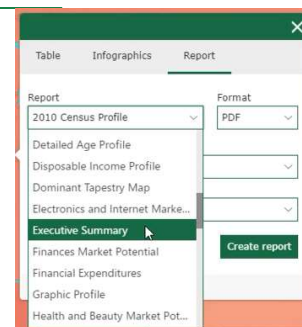 Table Infographics Report
Report Format
2010 Census Profile PDF
Detailed Age Profile
Disposable Income Profile
Dominant Tapestry Map
Electronics and Internet Marke...
Executive Summary
Finances Market Potential
Create report
Financial Expenditures
Graphic Profile
Health and Beauty Market Pot...